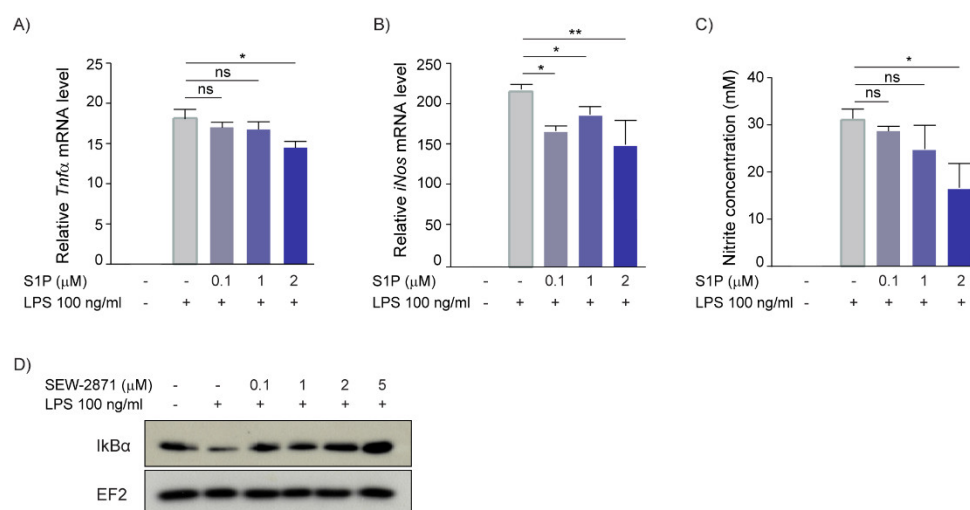 A)
*
ns
ns
Relative Tnfα mRNA level
25
20
15
10
5
0
S1P (μM) - - 0.1 1 2
LPS 100 ng/ml - + + + +
B)
**
*
*
Relative iNos mRNA level
250
200
150
100
50
0
S1P (μM) - - 0.1 1 2
LPS 100 ng/ml - + + + +
C)
*
ns
ns
Nitrite concentration (mM)
40
30
20
10
0
S1P (μM) - - 0.1 1 2
LPS 100 ng/ml - + + + +
D)
SEW-2871 (μM) - - 0.1 1 2 5
LPS 100 ng/ml - + + + + +
IkBα
EF2